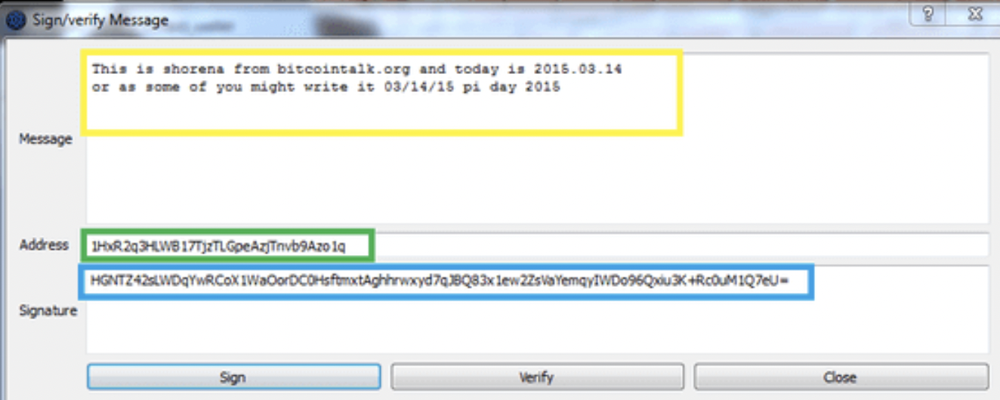 Sign/verify Message
This is shorena from bitcointalk.org and today is 2015.03.14
or as some of you might write it 03/14/15 pi day 2015
Message
Address
1HxR2q3HLWB17TjzTLGpeAzjTnvb9Azo1q
HGNTZ42sLWDqYwRCoX1WaOorDC0HsftmxtAghhrwxyd7qJBQ83x1ew2ZsVaYemqyIWDo96Qxiu3K+Rc0uM1Q7eU=
Signature
Sign
Verify
Close